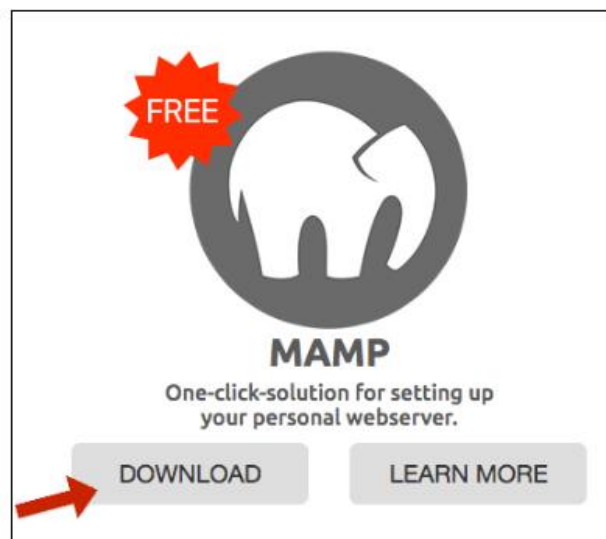 FREE
MAMP
One-click-solution for setting up
your personal webserver.
DOWNLOAD
LEARN MORE